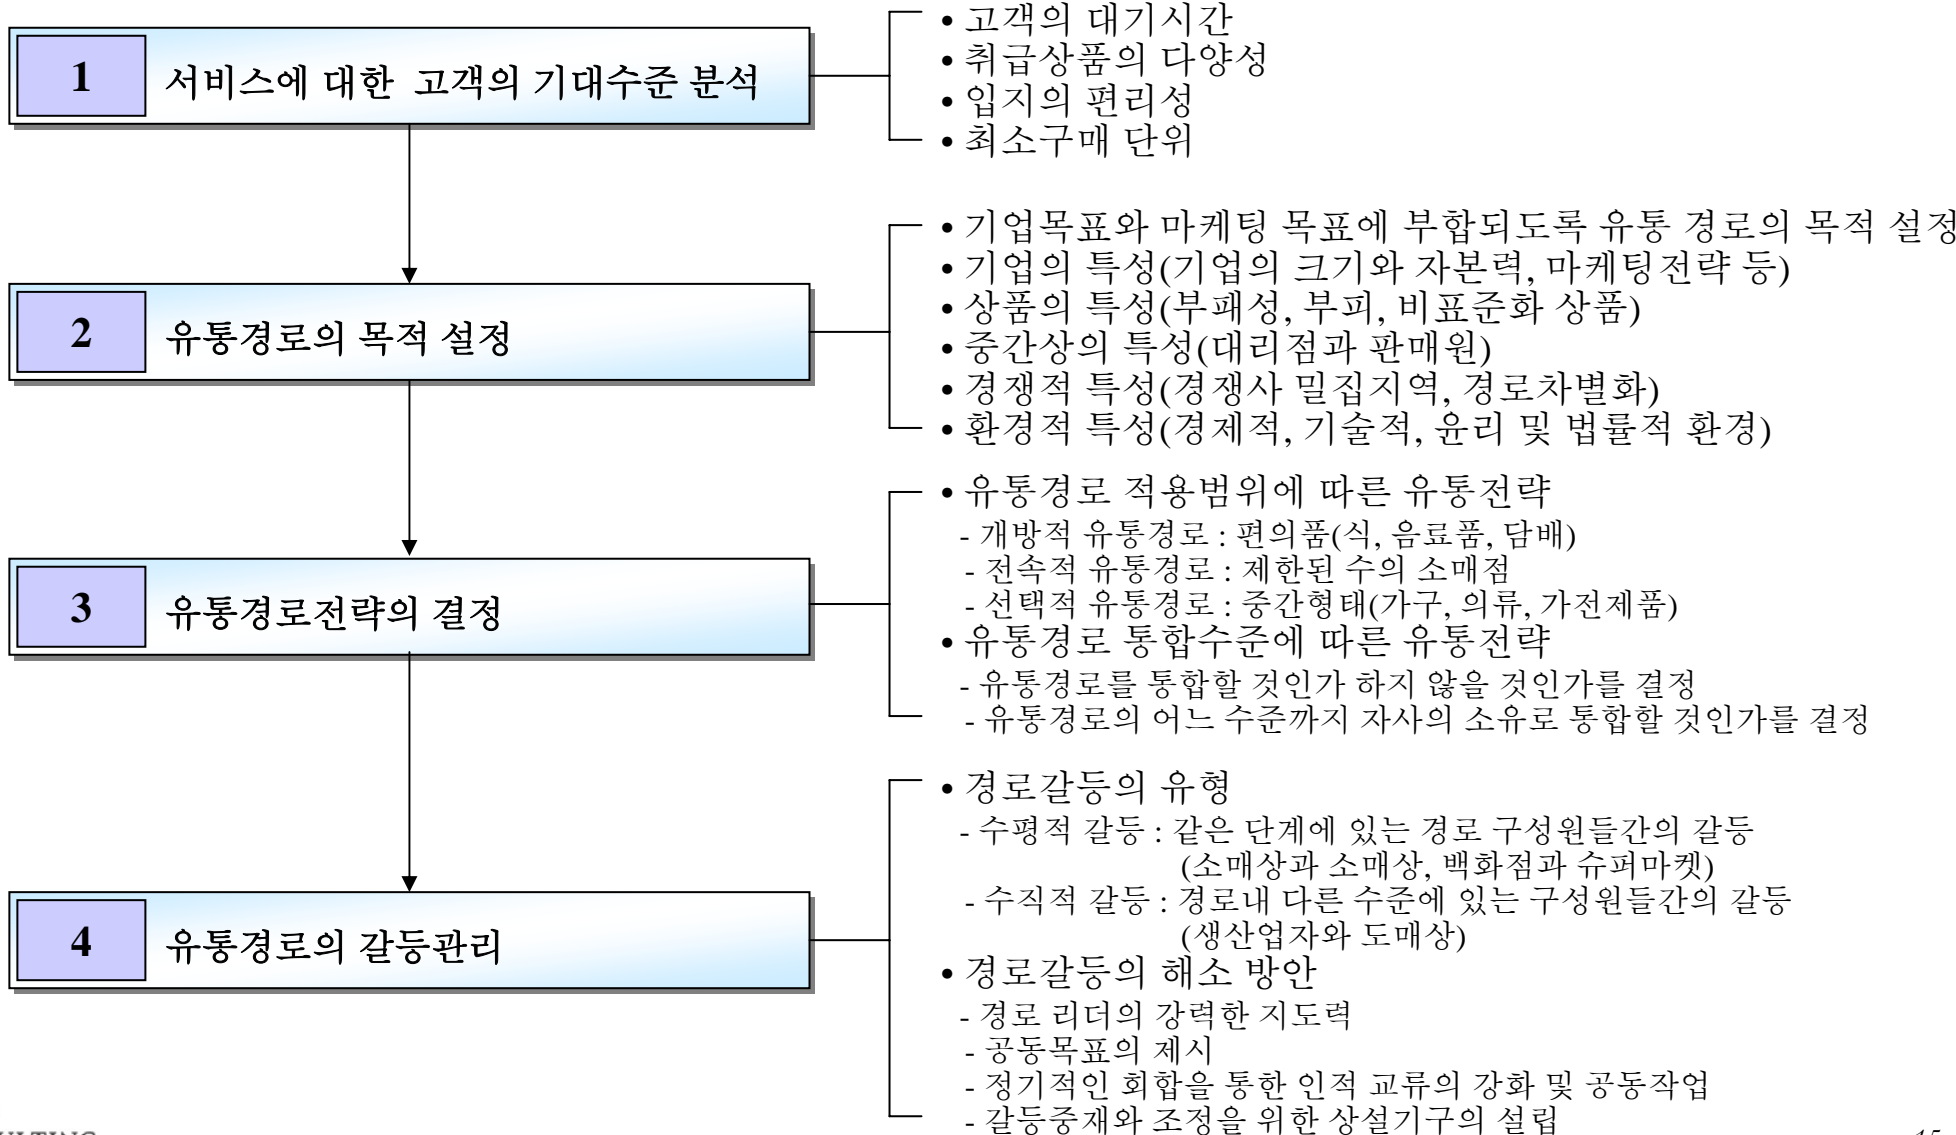 1 서비스에 대한 고객의 기대수준 분석
• 고객의 대기시간
• 취급상품의 다양성
• 입지의 편리성
• 최소구매 단위
2 유통경로의 목적 설정
• 기업목표와 마케팅 목표에 부합되도록 유통 경로의 목적 설정
• 기업의 특성(기업의 크기와 자본력, 마케팅전략 등)
• 상품의 특성(부패성, 부피, 비표준화 상품)
• 중간상의 특성(대리점과 판매원)
• 경쟁적 특성(경쟁사 밀집지역, 경로차별화)
• 환경적 특성(경제적, 기술적, 윤리 및 법률적 환경)
3 유통경로전략의 결정
• 유통경로 적용범위에 따른 유통전략
- 개방적 유통경로 : 편의품(식, 음료품, 담배)
- 전속적 유통경로 : 제한된 수의 소매점
- 선택적 유통경로 : 중간형태(가구, 의류, 가전제품)
• 유통경로 통합수준에 따른 유통전략
- 유통경로를 통합할 것인가 하지 않을 것인가를 결정
- 유통경로의 어느 수준까지 자사의 소유로 통합할 것인가를 결정
4 유통경로의 갈등관리
• 경로갈등의 유형
- 수평적 갈등 : 같은 단계에 있는 경로 구성원들간의 갈등
(소매상과 소매상, 백화점과 슈퍼마켓)
- 수직적 갈등 : 경로내 다른 수준에 있는 구성원들간의 갈등
(생산업자와 도매상)
• 경로갈등의 해소 방안
- 경로 리더의 강력한 지도력
- 공동목표의 제시
- 정기적인 회합을 통한 인적 교류의 강화 및 공동작업
- 갈등중재와 조정을 위한 상설기구의 설립